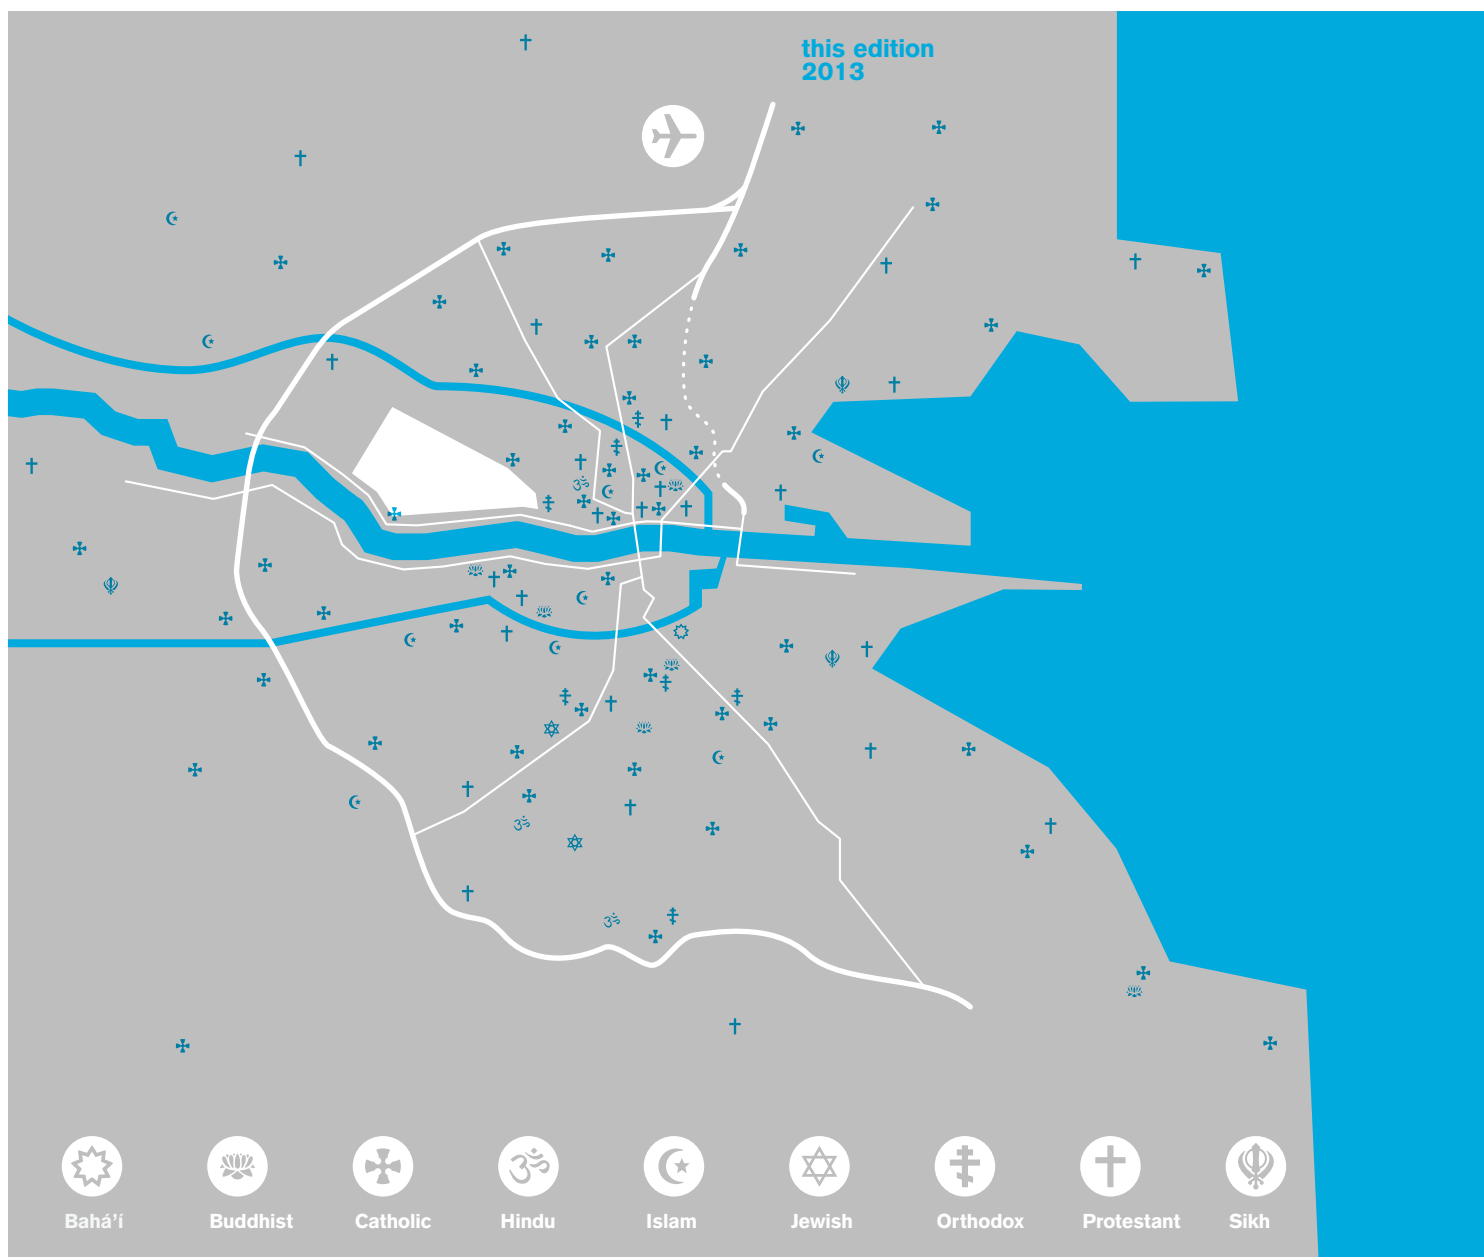 this edition
2013
Bahá’í
Buddhist
Catholic
Hindu
Islam
Jewish
Orthodox
Protestant
Sikh